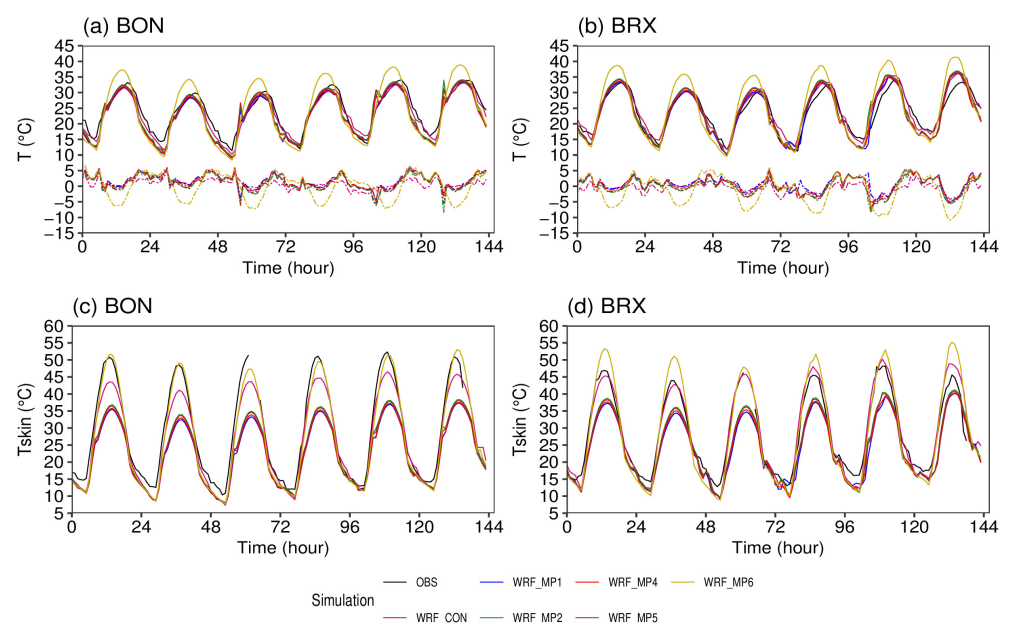 (a) BON
(b) BRX
T (°C)
45
40
35
30
25
20
15
10
5
0
−5
−10
−15
0 24 48 72 96 120 144
Time (hour)
T (°C)
45
40
35
30
25
20
15
10
5
0
−5
−10
−15
0 24 48 72 96 120 144
Time (hour)
(c) BON
(d) BRX
Tskin (°C)
60
55
50
45
40
35
30
25
20
15
10
5
0 24 48 72 96 120 144
Time (hour)
Tskin (°C)
60
55
50
45
40
35
30
25
20
15
10
5
0 24 48 72 96 120 144
Time (hour)
Simulation
OBS WRF_MP1 WRF_MP4 WRF_MP6
WRF_CON WRF_MP2 WRF_MP5